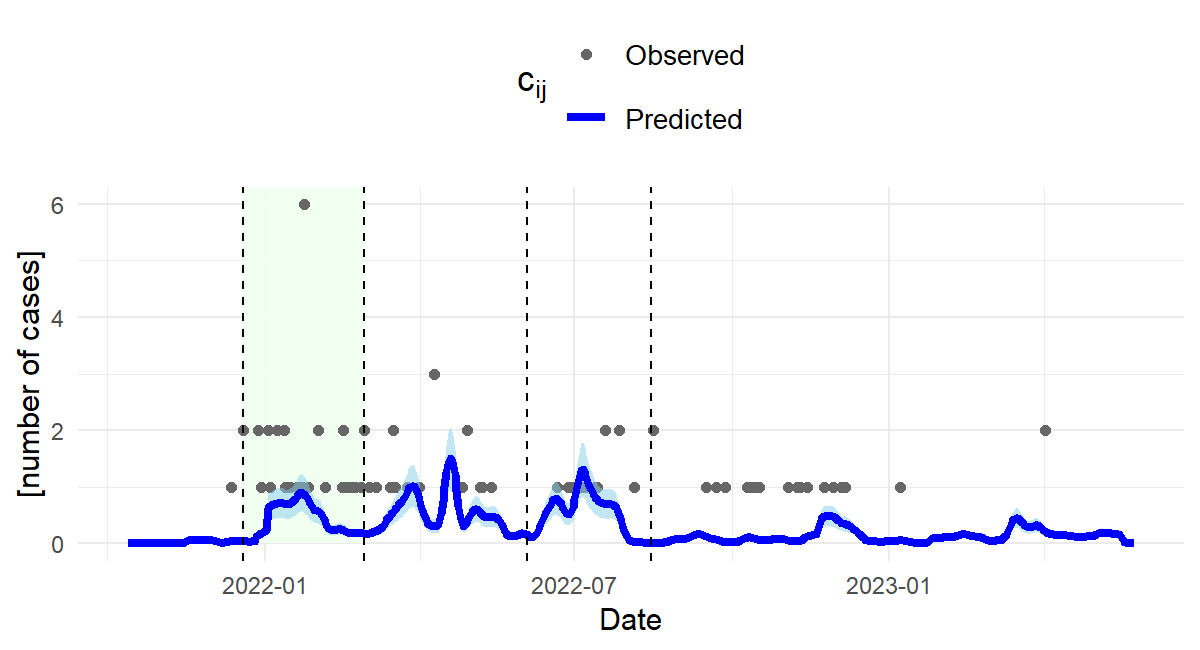 Observed
c_ij
Predicted
6
4
2
0
[number of cases]
2022-01 2022-07 2023-01
Date